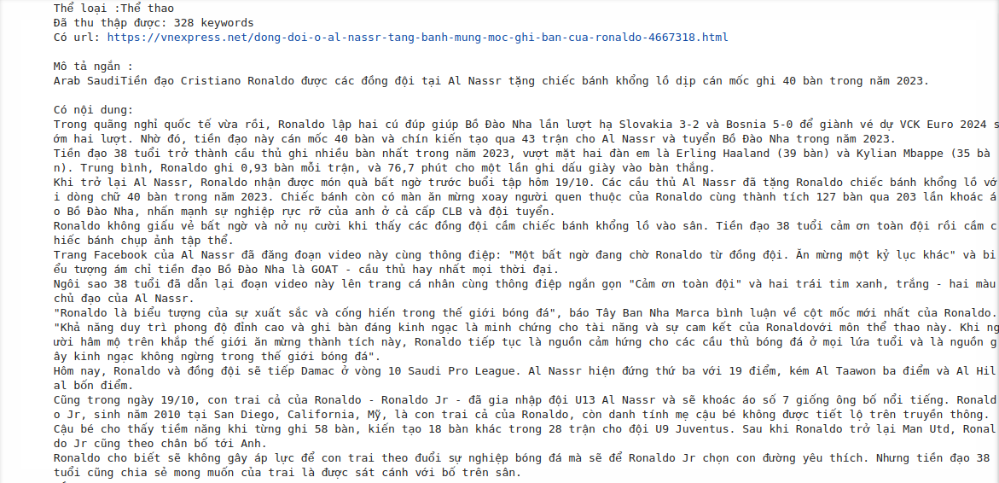 Thể loại :Thể thao
Đã thu thập được: 328 keywords
Có url: https://vnexpress.net/dong-doi-o-al-nassr-tang-banh-mung-moc-ghi-ban-cua-ronaldo-4667318.html
Mô tả ngắn :
Arab SaudiTiền đạo Cristiano Ronaldo được các đồng đội tại Al Nassr tặng chiếc bánh khổng lồ dịp cán mốc ghi 40 bàn trong năm 2023.
Có nội dung:
Trong quãng nghỉ quốc tế vừa rồi, Ronaldo lập hai cú đúp giúp Bồ Đào Nha lần lượt hạ Slovakia 3-2 và Bosnia 5-0 để giành vé dự VCK Euro 2024 s
ớm hai lượt. Nhờ đó, tiền đạo này cán mốc 40 bàn và chín kiến tạo qua 43 trận cho Al Nassr và tuyển Bồ Đào Nha trong năm 2023.
Tiền đạo 38 tuổi trở thành cầu thủ ghi nhiều bàn nhất trong năm 2023, vượt mặt hai đàn em là Erling Haaland (39 bàn) và Kylian Mbappe (35 bà
n). Trung bình, Ronaldo ghi 0,93 bàn mỗi trận, và 76,7 phút cho một lần ghi dấu giày vào bàn thắng.
Khi trở lại Al Nassr, Ronaldo nhận được món quà bất ngờ trước buổi tập hôm 19/10. Các cầu thủ Al Nassr đã tặng Ronaldo chiếc bánh khổng lồ vớ
i dòng chữ 40 bàn trong năm 2023. Chiếc bánh còn có màn ăn mừng xoay người quen thuộc của Ronaldo cùng thành tích 127 bàn qua 203 lần khoác á
o Bồ Đào Nha, nhấn mạnh sự nghiệp rực rỡ của anh ở cả cấp CLB và đội tuyển.
Ronaldo không giấu vẻ bất ngờ và nở nụ cười khi thấy các đồng đội cầm chiếc bánh khổng lồ vào sân. Tiền đạo 38 tuổi cảm ơn toàn đội rồi cầm c
hiếc bánh chụp ảnh tập thể.
Trang Facebook của Al Nassr đã đăng đoạn video này cùng thông điệp: "Một bất ngờ đang chờ Ronaldo từ đồng đội. Ăn mừng một kỷ lục khác" và bi
ểu tượng ám chỉ tiền đạo Bồ Đào Nha là GOAT - cầu thủ hay nhất mọi thời đại.
Ngôi sao 38 tuổi đã dẫn lại đoạn video này lên trang cá nhân cùng thông điệp ngắn gọn "Cảm ơn toàn đội" và hai trái tim xanh, trắng - hai màu
chủ đạo của Al Nassr.
"Ronaldo là biểu tượng của sự xuất sắc và cống hiến trong thế giới bóng đá", báo Tây Ban Nha Marca bình luận về cột mốc mới nhất của Ronaldo.
"Khả năng duy trì phong độ đỉnh cao và ghi bàn đáng kinh ngạc là minh chứng cho tài năng và sự cam kết của Ronaldovới môn thể thao này. Khi ng
ười hâm mộ trên khắp thế giới ăn mừng thành tích này, Ronaldo tiếp tục là nguồn cảm hứng cho các cầu thủ bóng đá ở mọi lứa tuổi và là nguồn g
ây kinh ngạc không ngừng trong thế giới bóng đá".
Hôm nay, Ronaldo và đồng đội sẽ tiếp Damac ở vòng 10 Saudi Pro League. Al Nassr hiện đứng thứ ba với 19 điểm, kém Al Taawon ba điểm và Al Hil
al bốn điểm.
Cũng trong ngày 19/10, con trai cả của Ronaldo - Ronaldo Jr - đã gia nhập đội U13 Al Nassr và sẽ khoác áo số 7 giống ông bố nổi tiếng. Ronald
o Jr, sinh năm 2010 tại San Diego, California, Mỹ, là con trai cả của Ronaldo, còn danh tính mẹ cậu bé không được tiết lộ trên truyền thông.
Cậu bé cho thấy tiềm năng khi từng ghi 58 bàn, kiến tạo 18 bàn khác trong 28 trận cho đội U9 Juventus. Sau khi Ronaldo trở lại Man Utd, Ronal
do Jr cũng theo chân bố tới Anh.
Ronaldo cho biết sẽ không gây áp lực để con trai theo đuổi sự nghiệp bóng đá mà sẽ để Ronaldo Jr chọn con đường yêu thích. Nhưng tiền đạo 38
tuổi cũng chia sẻ mong muốn của trai là được sát cánh với bố trên sân.